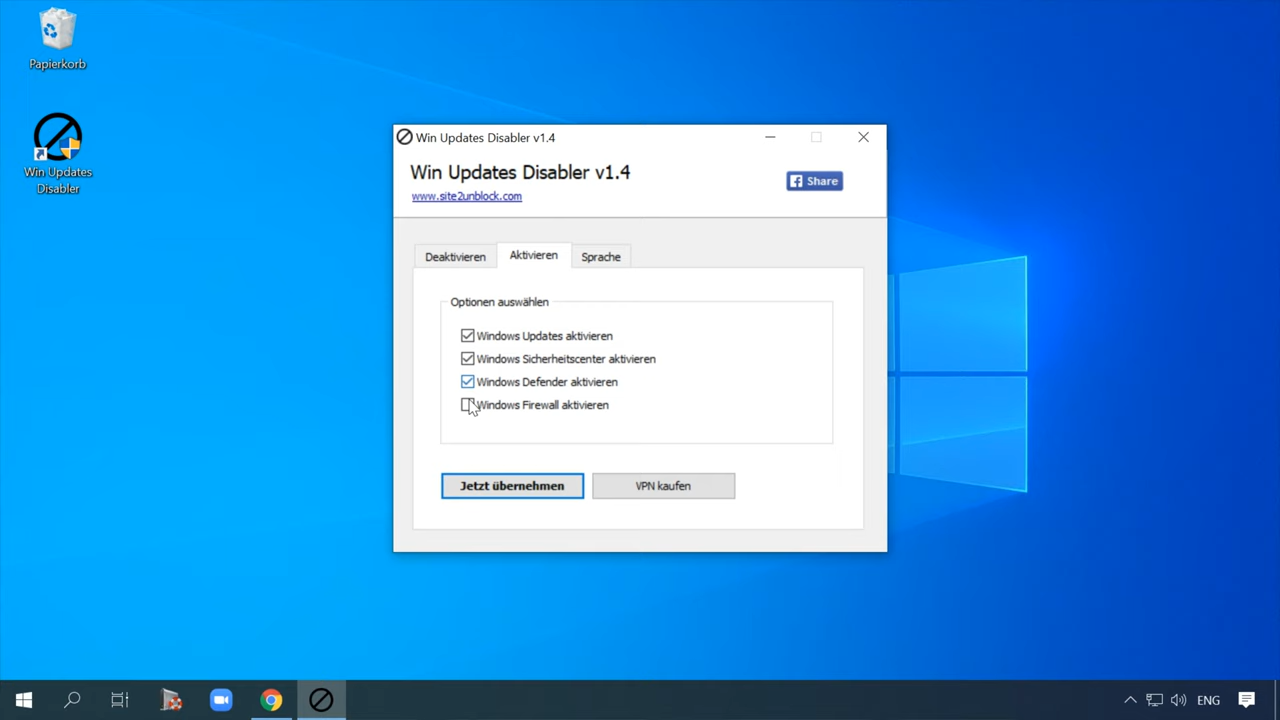 Papierkorb
Win Updates
Disabler
Win Updates Disabler v1.4
Win Updates Disabler v1.4
www.site2unblock.com
Share
Deaktivieren
Aktivieren
Sprache
Optionen auswählen
Windows Updates aktivieren
Windows Sicherheitscenter aktivieren
Windows Defender aktivieren
Windows Firewall aktivieren
Jetzt übernehmen
VPN kaufen
ENG